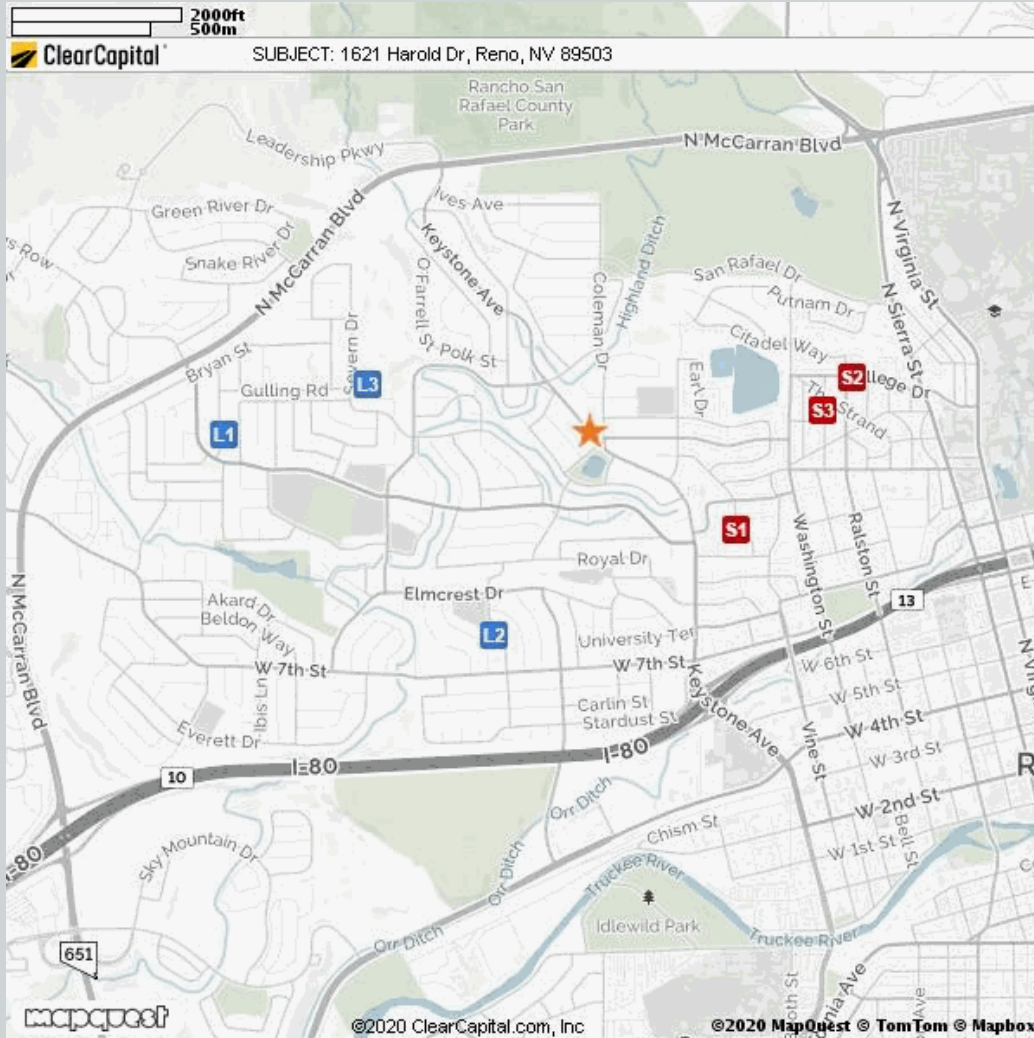 2000ft
500m
ClearCapital
SUBJECT: 1621 Harold Dr, Reno, NV 89503
Rancho San
Rafael County
Park
N McCarran Blvd
Leadership Pkwy
Ives Ave
Green River Dr
N McCarran Blvd
Keystone Ave
Highland Ditch
N Virginia St
Snake River Dr
O'Farrell St
Coleman Dr
San Rafael Dr
Putnam Dr
N Sierra St
Bryan St
Polk St
Citadel Way
Severn Dr
Gulling Rd
L3
Earl Dr
S2
llege Dr
S3
The Strand
L1
S1
Washington St
Ralston St
Royal Dr
N McCarran Blvd
Elmcrest Dr
13
Akard Dr
Beldon Way
L2
University Ter
W 7th St
W 7th St
W 6th St
Ibis Ln
Keystone Ave
W 5th St
Carlin St
Stardust St
W 4th St
Everett Dr
I-80
I-80
Vine St
W 3rd St
10
R
W 2nd St
Orr Ditch
Chism St
Bell St
W 1st St
I-80
Sky Mountain Dr
Orr Ditch
Truckee River
Idlewild Park
Orr Ditch
Truckee River
651
mapquest
©2020 ClearCapital.com, Inc
©2020 MapQuest © TomTom © Mapbox